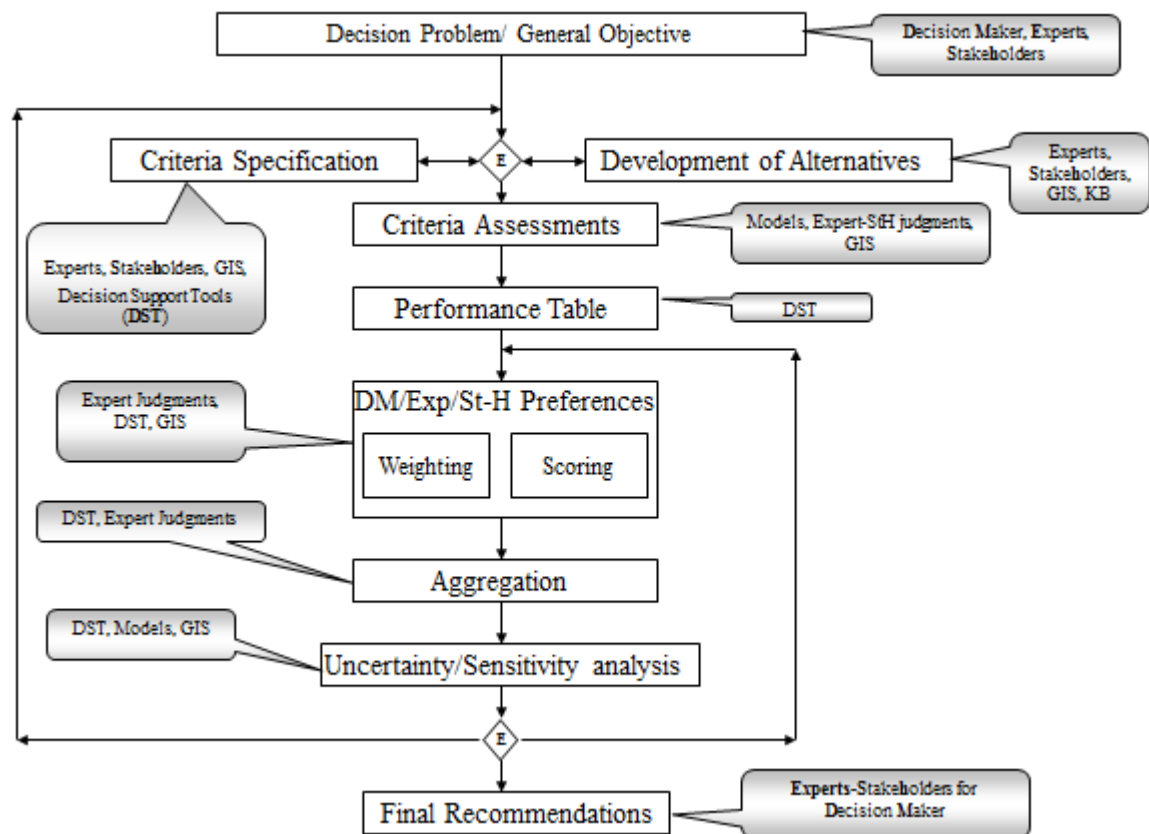 Decision Problem/ General Objective
Decision Maker, Experts,
Stakeholders
Criteria Specification
E
Development of Alternatives
Experts,
Stakeholders,
GIS, KB
Experts, Stakeholders, GIS,
Decision Support Tools
(DST)
Criteria Assessments
Models, Expert-StH judgments,
GIS
Performance Table
DST
DM/Exp/St-H Preferences
Weighting
Scoring
Expert Judgments,
DST, GIS
DST, Expert Judgments
Aggregation
DST, Models, GIS
Uncertainty/Sensitivity analysis
E
Final Recommendations
Experts-Stakeholders for
Decision Maker